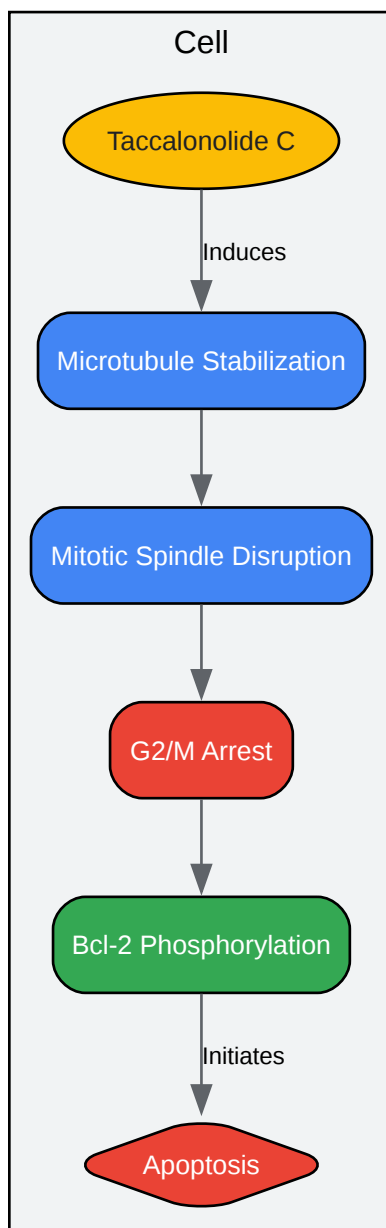 Cell
Taccalonolide C
Induces
Microtubule Stabilization
Mitotic Spindle Disruption
G2/M Arrest
Bcl-2 Phosphorylation
Initiates
Apoptosis